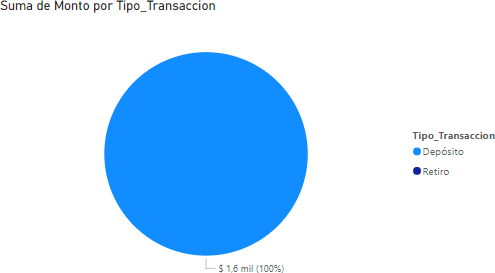 Suma de Monto por Tipo_Transaccion
Tipo_Transaccion
Depósito
Retiro
$ 1,6 mil (100%)